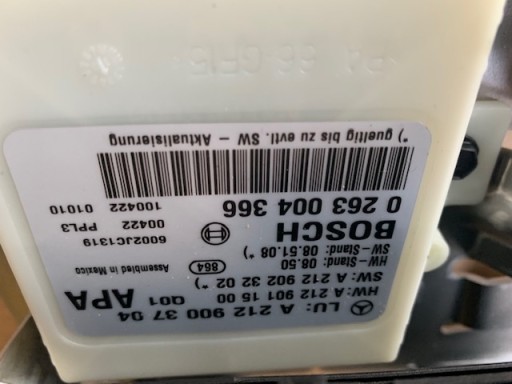 LU: A 212 900 37 04
HW: A 212 901 15 00 Q01 APA
SW: A 212 902 32 02 *)
HW-Stand: 08.50
SW-Stand: 08.51.08 *) 864 Assembled in Mexico
BOSCH 6002JC1319
00422 PPL3
0 263 004 366 100422 01010
*) gueltig bis zu evtl. SW - Aktualisierung